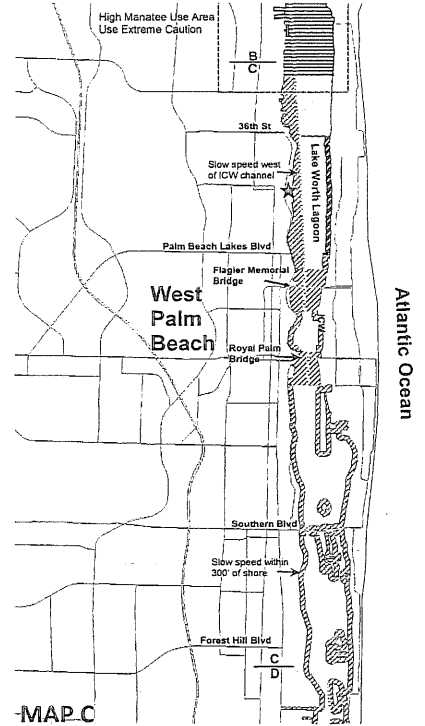 High Manatee Use Area
Use Extreme Caution
B
C
36th St
Slow speed west
of ICW channel
Lake Worth Lagoon
Palm Beach Lakes Blvd
Flagler Memorial
Bridge
West
Palm
Beach
ICW
Royal Palm
Bridge
Atlantic Ocean
Southern Blvd
Slow speed within
300' of shore
Forest Hill Blvd
C
D
MAP C